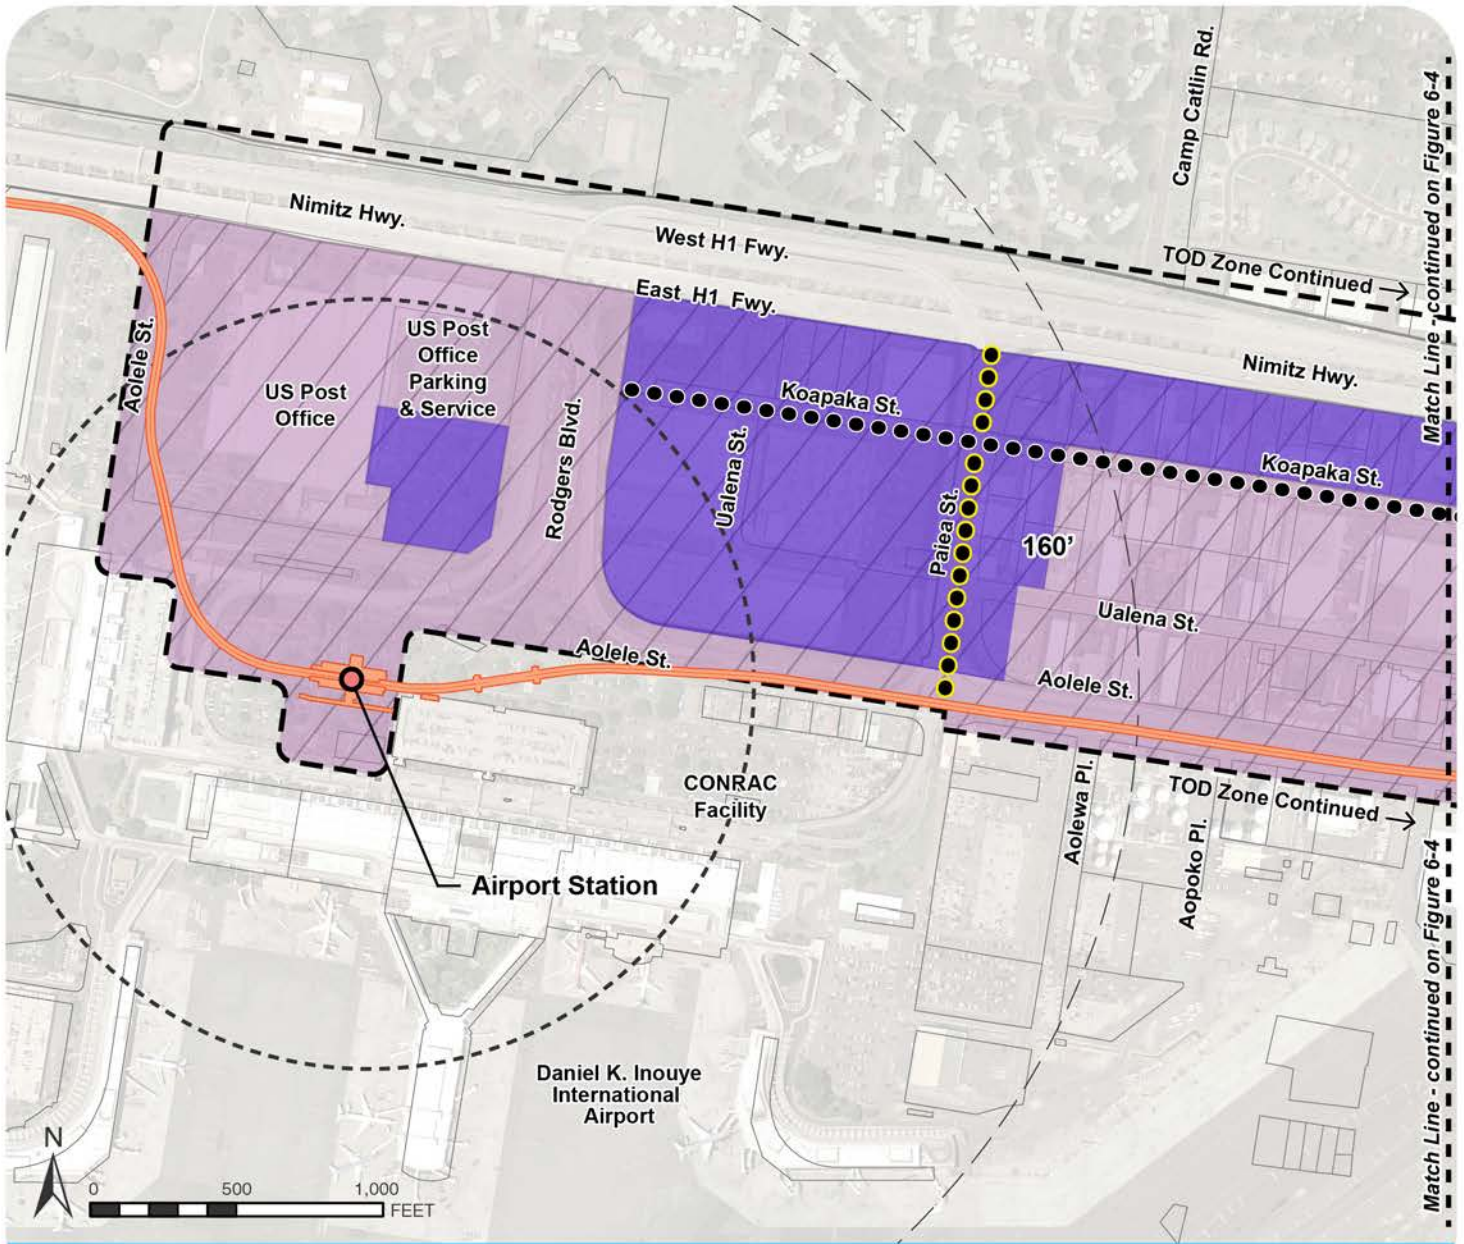 Camp Catlin Rd.
Match Line - continued on Figure 6-4
Nimitz Hwy.
West H1 Fwy.
TOD Zone Continued
East H1 Fwy.
Aolele St.
US Post
Office
Parking
& Service
US Post
Office
Nimitz Hwy.
Koapaka St.
Rodgers Blvd.
Ualena St.
Koapaka St.
Paiea St.
160'
Ualena St.
Aolele St.
Aolele St.
CONRAC
Facility
TOD Zone Continued
Aolewa Pl.
Aopoko Pl.
Airport Station
Match Line - continued on Figure 6-4
Daniel K. Inouye
International
Airport
N
0 500 1,000
FEET